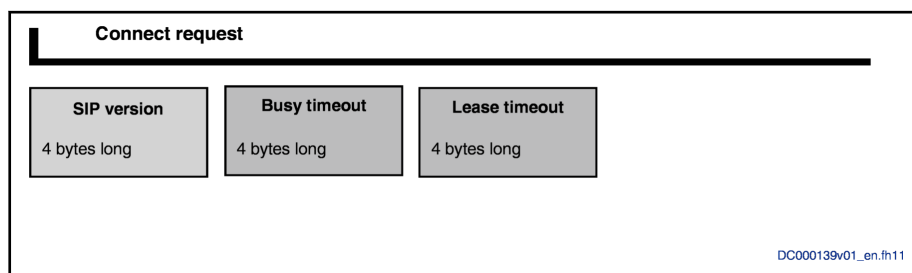 Connect request
SIP version
Busy timeout
Lease timeout
4 bytes long
4 bytes long
4 bytes long
DC000139v01_en.fh11